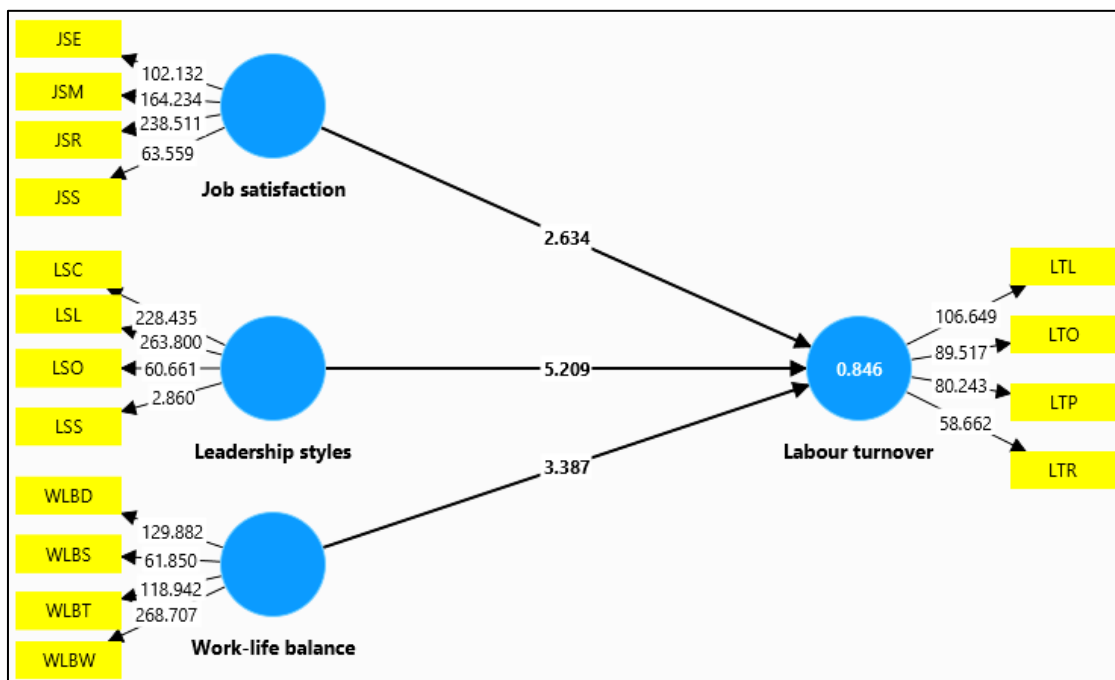 JSE
JSM
JSR
JSS
102.132
164.234
238.511
63.559
Job satisfaction
2.634
LSC
LSL
LSO
LSS
228.435
263.800
60.661
2.860
Leadership styles
5.209
WLBD
WLBS
WLBT
WLBW
129.882
61.850
118.942
268.707
Work-life balance
3.387
0.846
Labour turnover
106.649
89.517
80.243
58.662
LTL
LTO
LTP
LTR